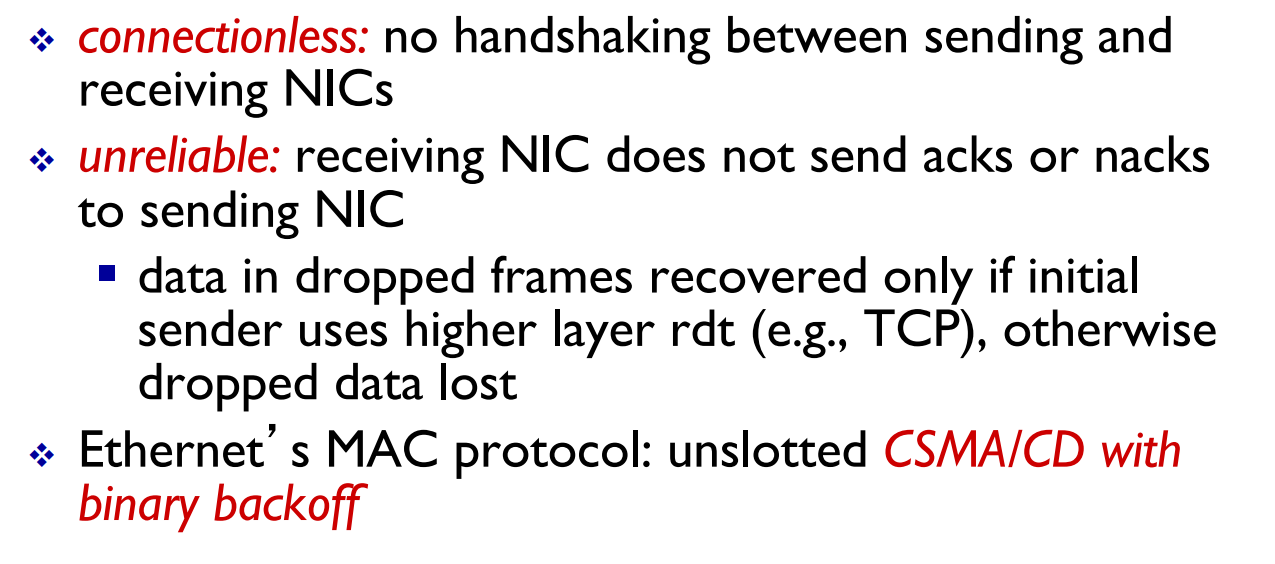 ❖ connectionless: no handshaking between sending and
receiving NICs
❖ unreliable: receiving NIC does not send acks or nacks
to sending NIC
▪ data in dropped frames recovered only if initial
sender uses higher layer rdt (e.g., TCP), otherwise
dropped data lost
❖ Ethernet’s MAC protocol: unslotted CSMA/CD with
binary backoff